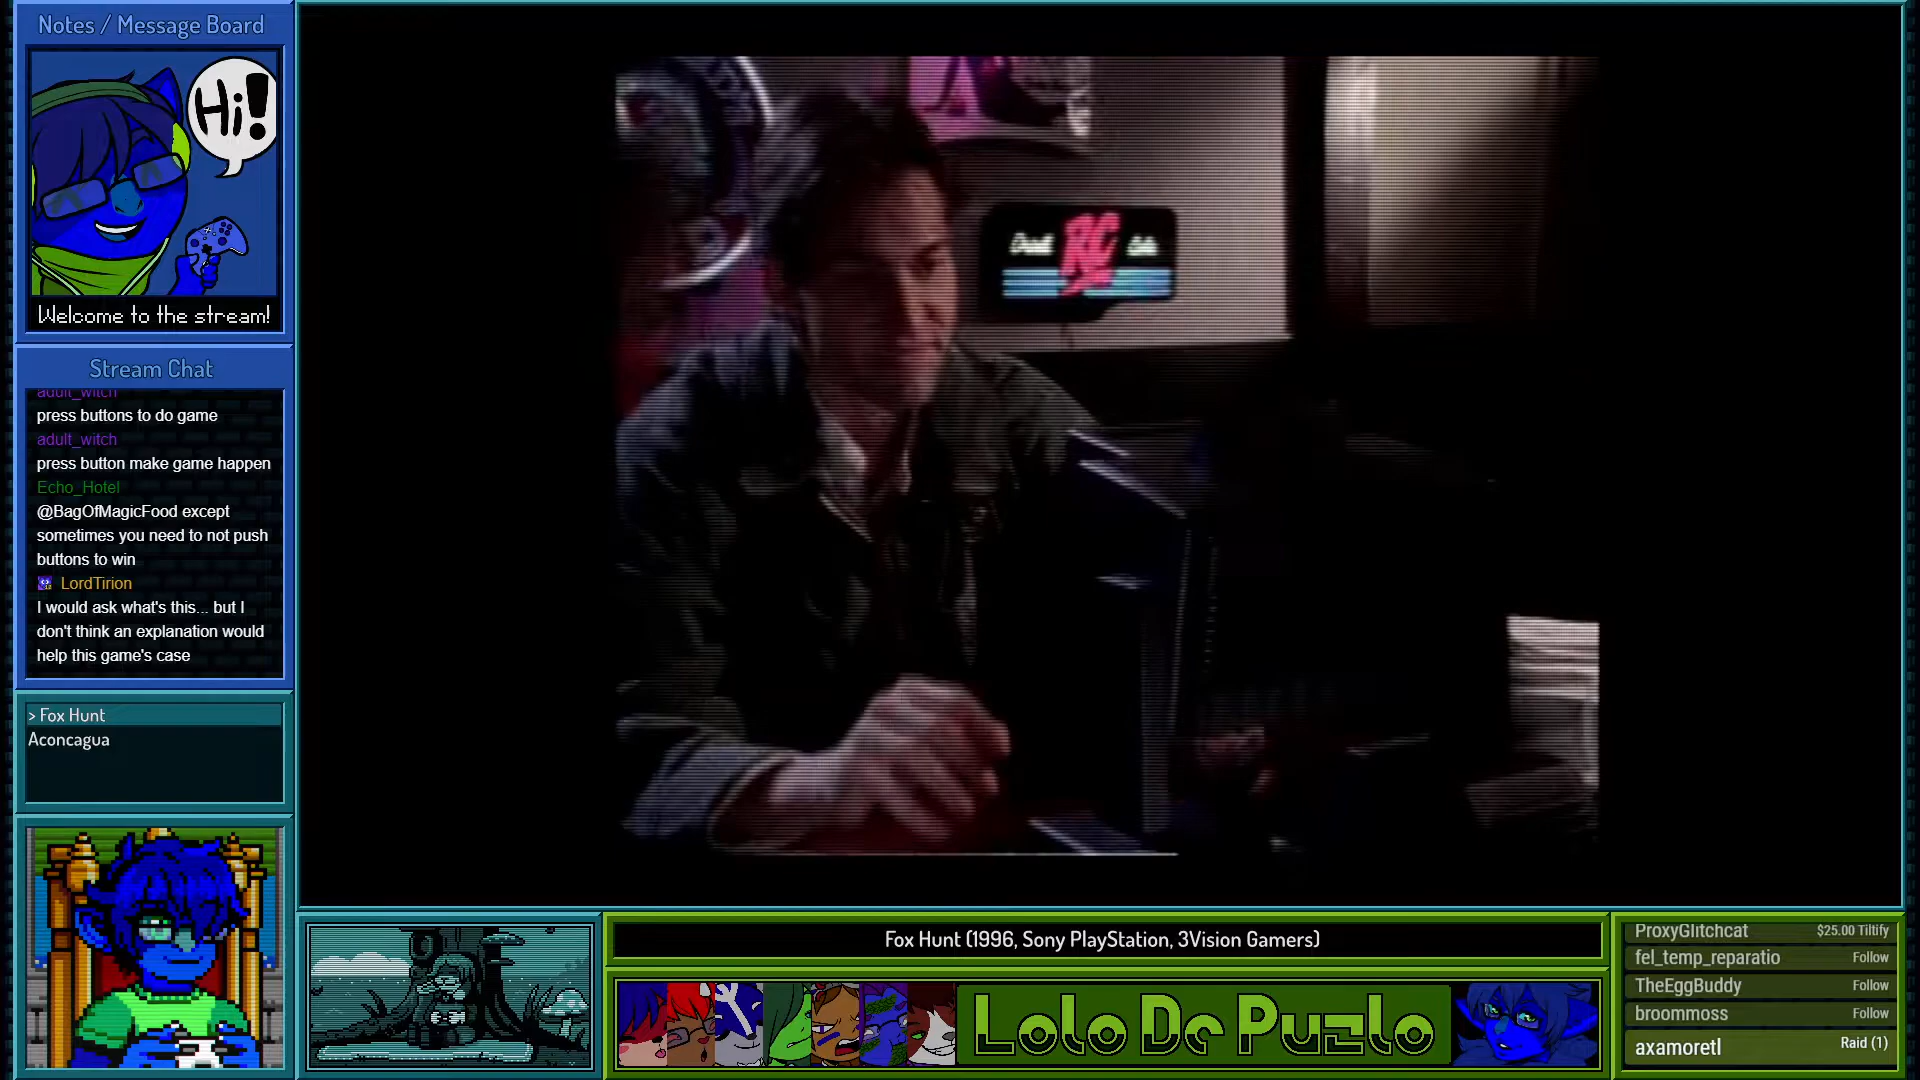 Notes / Message Board
Hi!
Welcome to the stream!
Stream Chat
adult_witch
press buttons to do game
adult_witch
press button make game happen
Echo_Hotel
@BagOfMagicFood except
sometimes you need to not push
buttons to win
LordTirion
I would ask what's this... but I
don't think an explanation would
help this game's case
> Fox Hunt
Aconcagua
RC
Fox Hunt (1996, Sony PlayStation, 3Vision Gamers)
Lolo De Puzlo
ProxyGlitchcat $25.00 Tiltify
fel_temp_reparatio Follow
TheEggBuddy Follow
broommoss Follow
axamoretl Raid (1)